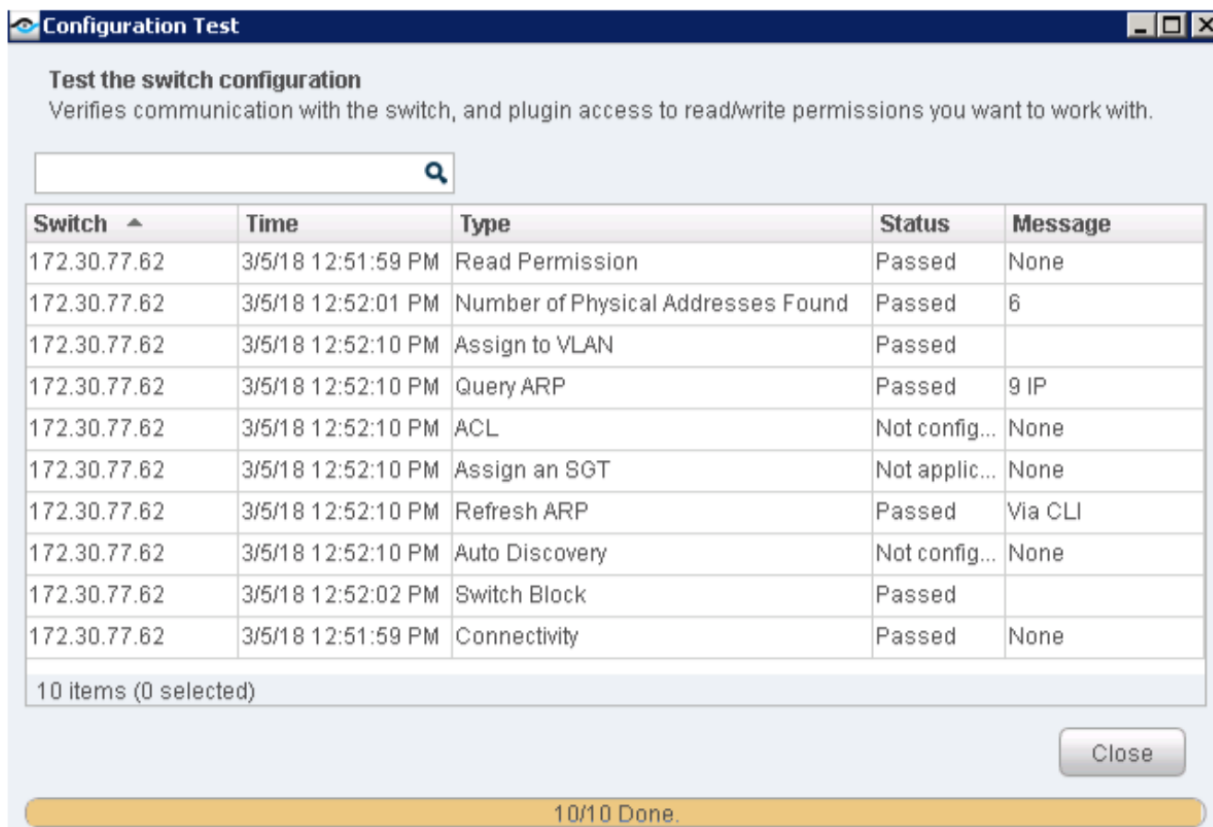 Configuration Test
Test the switch configuration
Verifies communication with the switch, and plugin access to read/write permissions you want to work with.
Switch Time Type Status Message
172.30.77.62 3/5/18 12:51:59 PM Read Permission Passed None
172.30.77.62 3/5/18 12:52:01 PM Number of Physical Addresses Found Passed 6
172.30.77.62 3/5/18 12:52:10 PM Assign to VLAN Passed
172.30.77.62 3/5/18 12:52:10 PM Query ARP Passed 9 IP
172.30.77.62 3/5/18 12:52:10 PM ACL Not config... None
172.30.77.62 3/5/18 12:52:10 PM Assign an SGT Not applic... None
172.30.77.62 3/5/18 12:52:10 PM Refresh ARP Passed Via CLI
172.30.77.62 3/5/18 12:52:10 PM Auto Discovery Not config... None
172.30.77.62 3/5/18 12:52:02 PM Switch Block Passed
172.30.77.62 3/5/18 12:51:59 PM Connectivity Passed None
10 items (0 selected)
Close
10/10 Done.